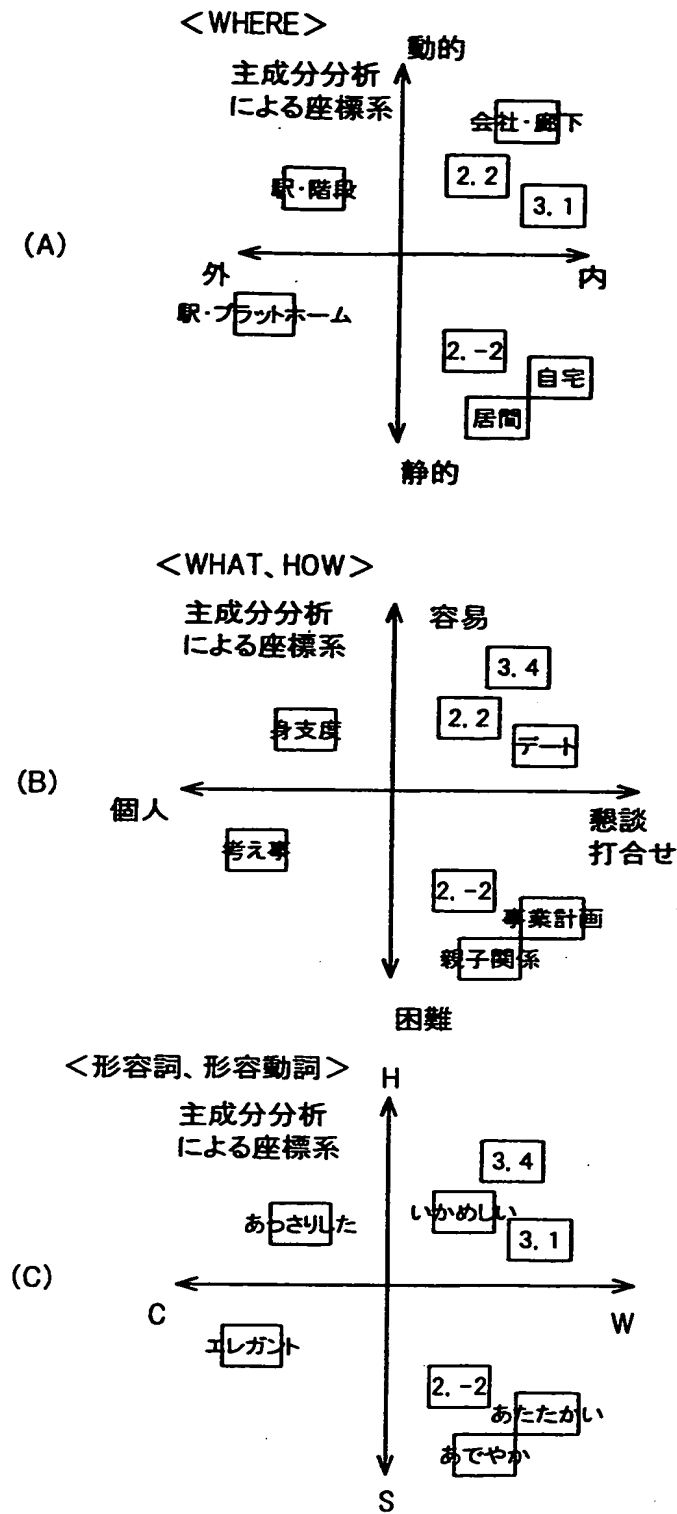 ＜WHERE＞
動的
主成分分析
による座標系
会社・廊下
2. 2
駅・階段
3. 1
(A)
外
内
駅・プラットホーム
2. -2
自宅
居間
静的
＜WHAT、HOW＞
主成分分析
による座標系
容易
3. 4
2. 2
身支度
デート
(B)
個人
懇談
打合せ
考え事
2. -2
事業計画
親子関係
困難
＜形容詞、形容動詞＞
H
主成分分析
による座標系
3. 4
いかめしい
あっさりした
3. 1
(C)
C
W
エレガント
2. -2
あたたかい
あでやか
S